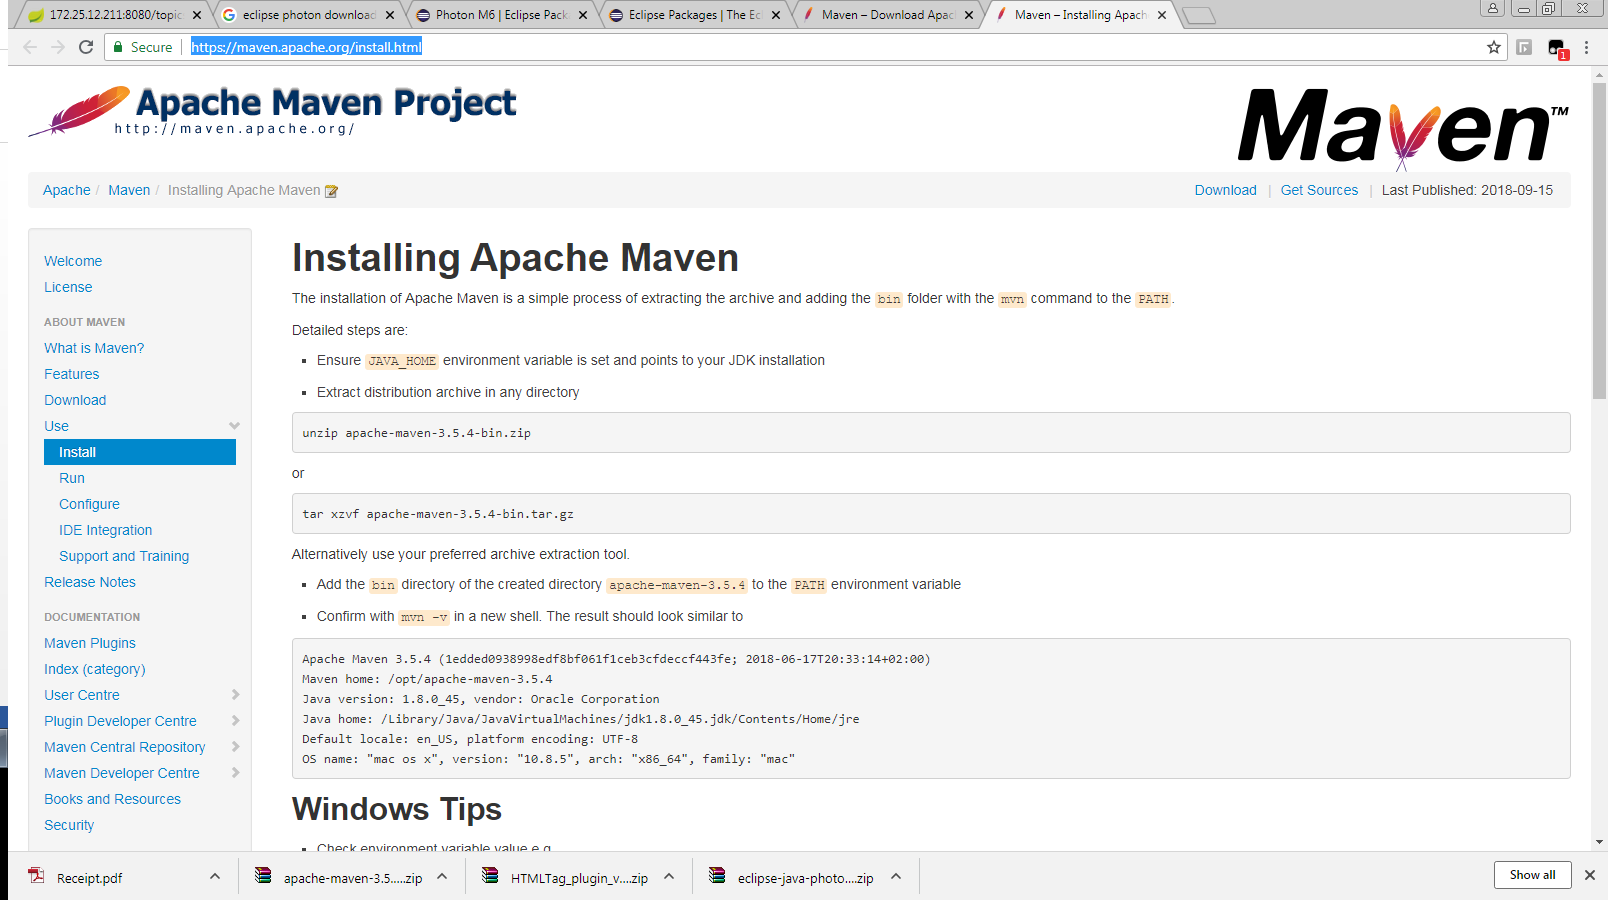 172.25.12.211:8080/topic
eclipse photon download
Photon M6 | Eclipse Pack
Eclipse Packages | The Ec
Maven – Download Apac
Maven – Installing Apach
Secure
https://maven.apache.org/install.html
1
Apache Maven Project
http://maven.apache.org/
Maven™
Apache / Maven / Installing Apache Maven
Download | Get Sources | Last Published: 2018-09-15
Welcome
License
ABOUT MAVEN
What is Maven?
Features
Download
Use
Install
Run
Configure
IDE Integration
Support and Training
Release Notes
DOCUMENTATION
Maven Plugins
Index (category)
User Centre
Plugin Developer Centre
Maven Central Repository
Maven Developer Centre
Books and Resources
Security
Installing Apache Maven
The installation of Apache Maven is a simple process of extracting the archive and adding the bin folder with the mvn command to the PATH.
Detailed steps are:
Ensure JAVA_HOME environment variable is set and points to your JDK installation
Extract distribution archive in any directory
unzip apache-maven-3.5.4-bin.zip
or
tar xzvf apache-maven-3.5.4-bin.tar.gz
Alternatively use your preferred archive extraction tool.
Add the bin directory of the created directory apache-maven-3.5.4 to the PATH environment variable
Confirm with mvn -v in a new shell. The result should look similar to
Apache Maven 3.5.4 (1edded0938998edf8bf061f1ceb3cfdeccf443fe; 2018-06-17T20:33:14+02:00)
Maven home: /opt/apache-maven-3.5.4
Java version: 1.8.0_45, vendor: Oracle Corporation
Java home: /Library/Java/JavaVirtualMachines/jdk1.8.0_45.jdk/Contents/Home/jre
Default locale: en_US, platform encoding: UTF-8
OS name: "mac os x", version: "10.8.5", arch: "x86_64", family: "mac"
Windows Tips
Check environment variable value e.g.
Receipt.pdf
apache-maven-3.5.....zip
HTMLTag_plugin_v....zip
eclipse-java-photo....zip
Show all